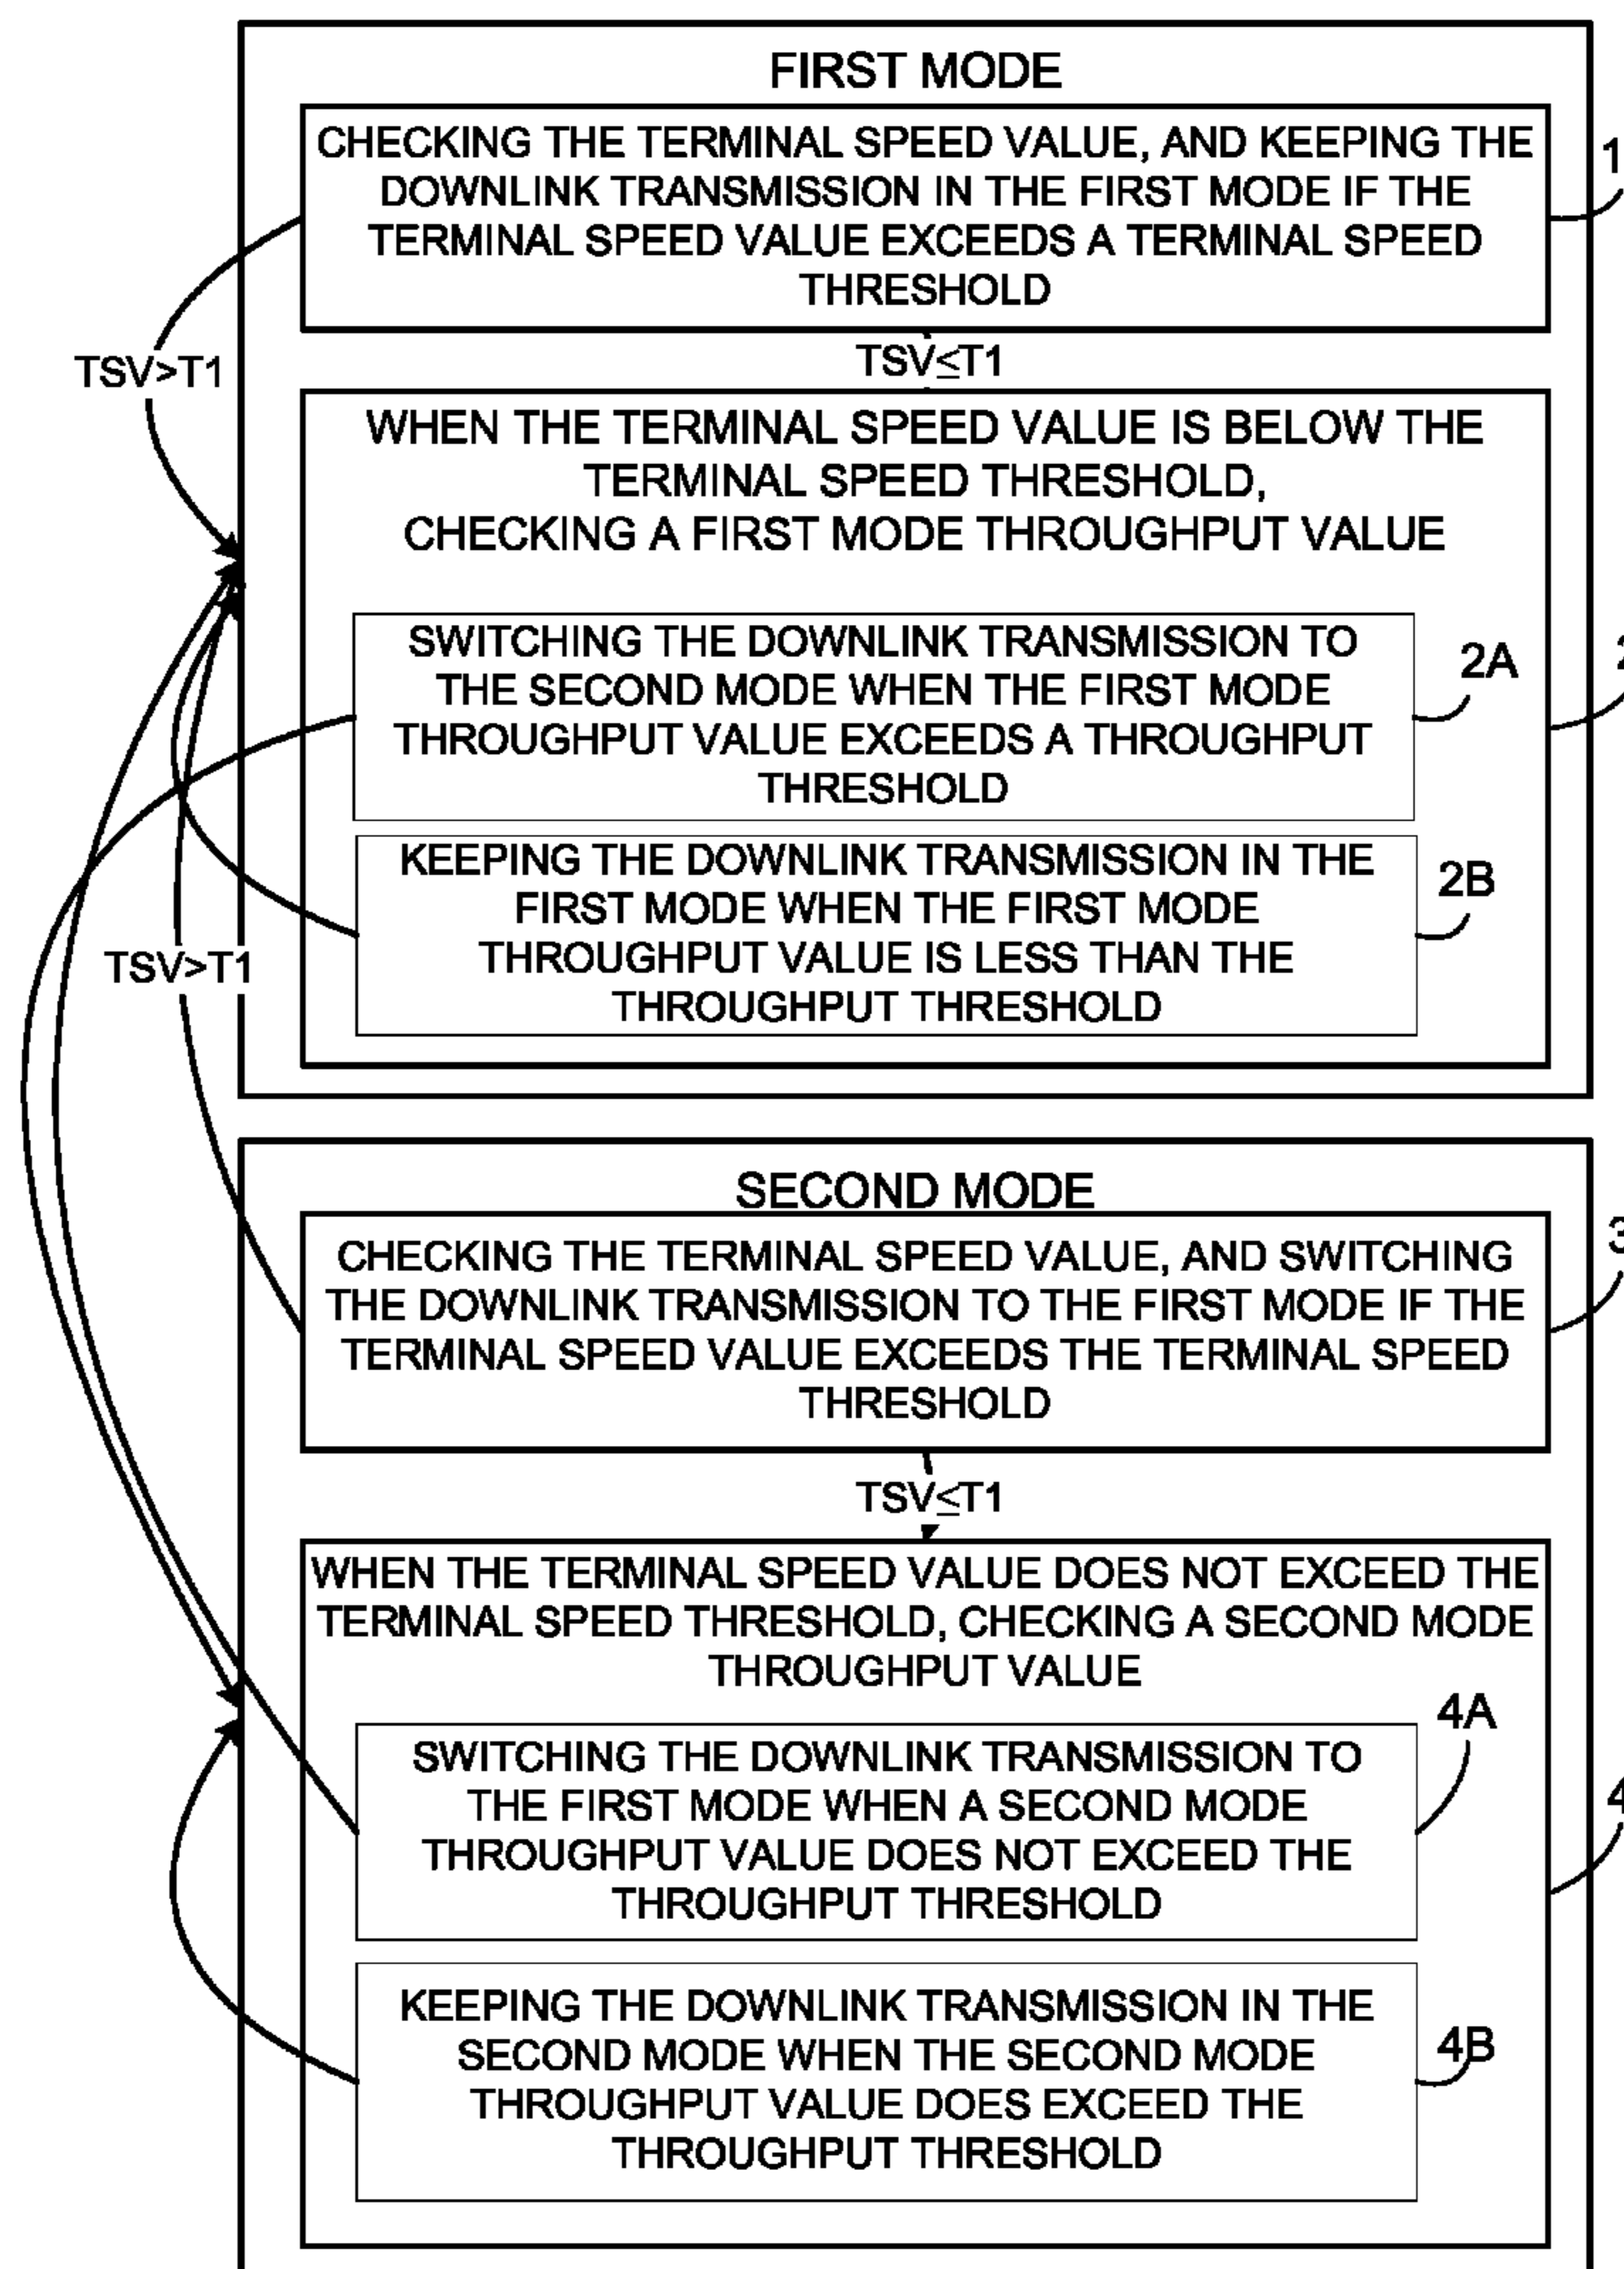 FIRST MODE
CHECKING THE TERMINAL SPEED VALUE, AND KEEPING THE
DOWNLINK TRANSMISSION IN THE FIRST MODE IF THE
TERMINAL SPEED VALUE EXCEEDS A TERMINAL SPEED
THRESHOLD
1
TSV>T1
TSV≤T1
WHEN THE TERMINAL SPEED VALUE IS BELOW THE
TERMINAL SPEED THRESHOLD,
CHECKING A FIRST MODE THROUGHPUT VALUE
SWITCHING THE DOWNLINK TRANSMISSION TO
THE SECOND MODE WHEN THE FIRST MODE
THROUGHPUT VALUE EXCEEDS A THROUGHPUT
THRESHOLD
2A
2
KEEPING THE DOWNLINK TRANSMISSION IN THE
FIRST MODE WHEN THE FIRST MODE
THROUGHPUT VALUE IS LESS THAN THE
THROUGHPUT THRESHOLD
2B
TSV>T1
SECOND MODE
CHECKING THE TERMINAL SPEED VALUE, AND SWITCHING
THE DOWNLINK TRANSMISSION TO THE FIRST MODE IF THE
TERMINAL SPEED VALUE EXCEEDS THE TERMINAL SPEED
THRESHOLD
3
TSV≤T1
WHEN THE TERMINAL SPEED VALUE DOES NOT EXCEED THE
TERMINAL SPEED THRESHOLD, CHECKING A SECOND MODE
THROUGHPUT VALUE
4A
SWITCHING THE DOWNLINK TRANSMISSION TO
THE FIRST MODE WHEN A SECOND MODE
THROUGHPUT VALUE DOES NOT EXCEED THE
THROUGHPUT THRESHOLD
4
KEEPING THE DOWNLINK TRANSMISSION IN THE
SECOND MODE WHEN THE SECOND MODE
THROUGHPUT VALUE DOES EXCEED THE
THROUGHPUT THRESHOLD
4B